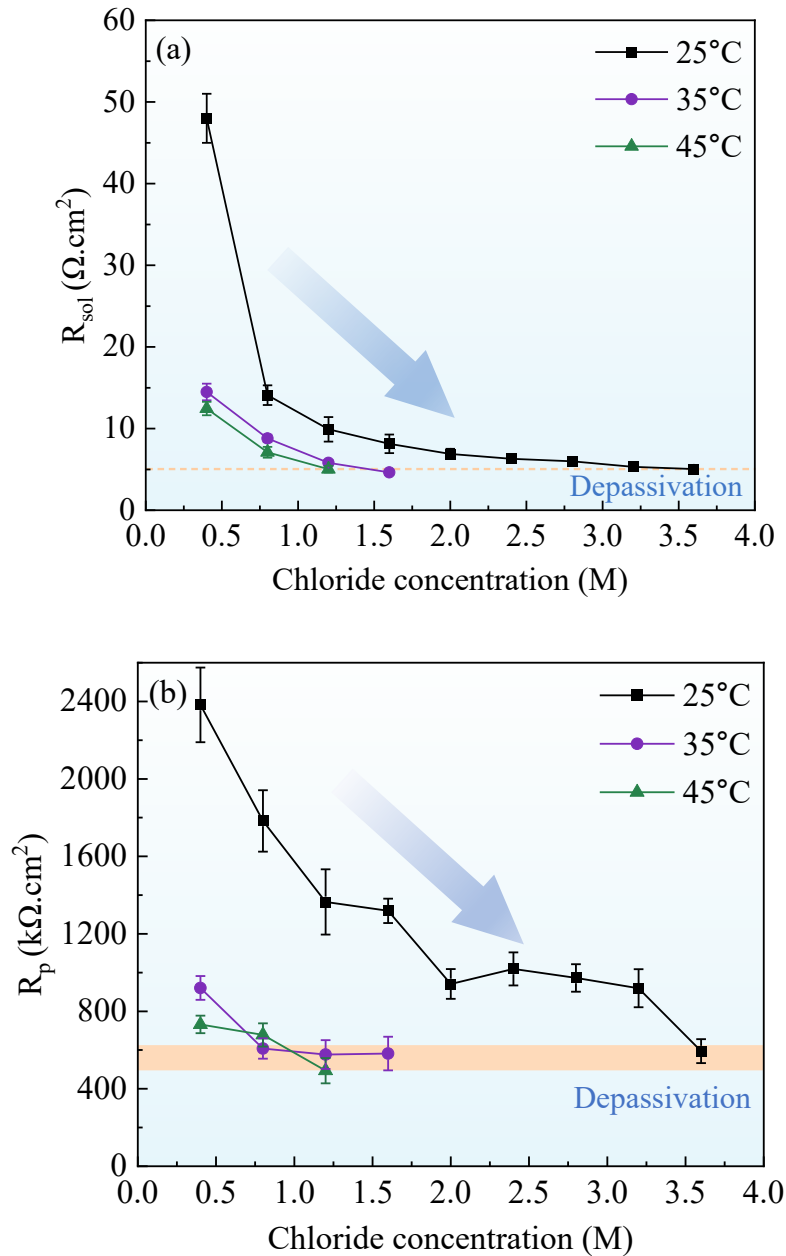 (a)
25°C
35°C
45°C
60
50
40
30
20
10
0
R_sol (Ω.cm²)
Depassivation
0.0 0.5 1.0 1.5 2.0 2.5 3.0 3.5 4.0
Chloride concentration (M)
(b)
25°C
35°C
45°C
2400
2000
1600
1200
800
400
0
R_p (kΩ.cm²)
Depassivation
0.0 0.5 1.0 1.5 2.0 2.5 3.0 3.5 4.0
Chloride concentration (M)